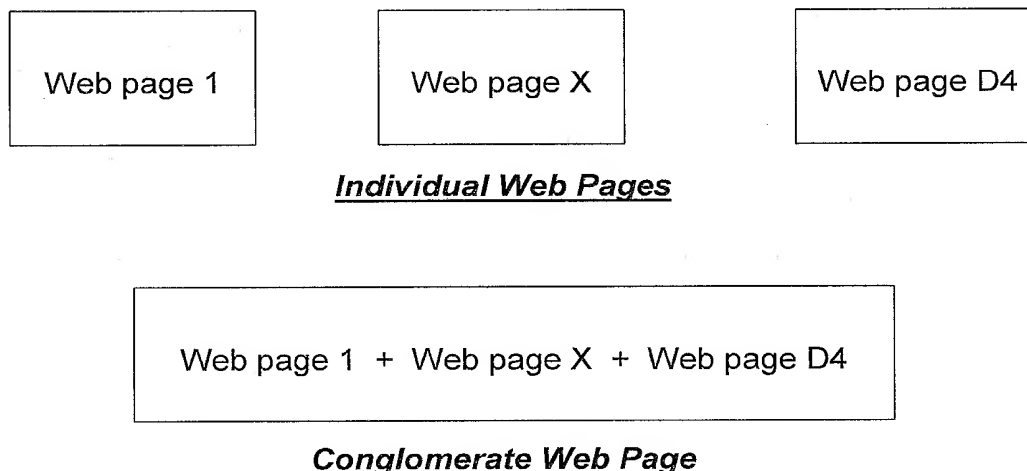 Web page 1 Web page X Web page D4
Individual Web Pages
Web page 1 + Web page X + Web page D4
Conglomerate Web Page